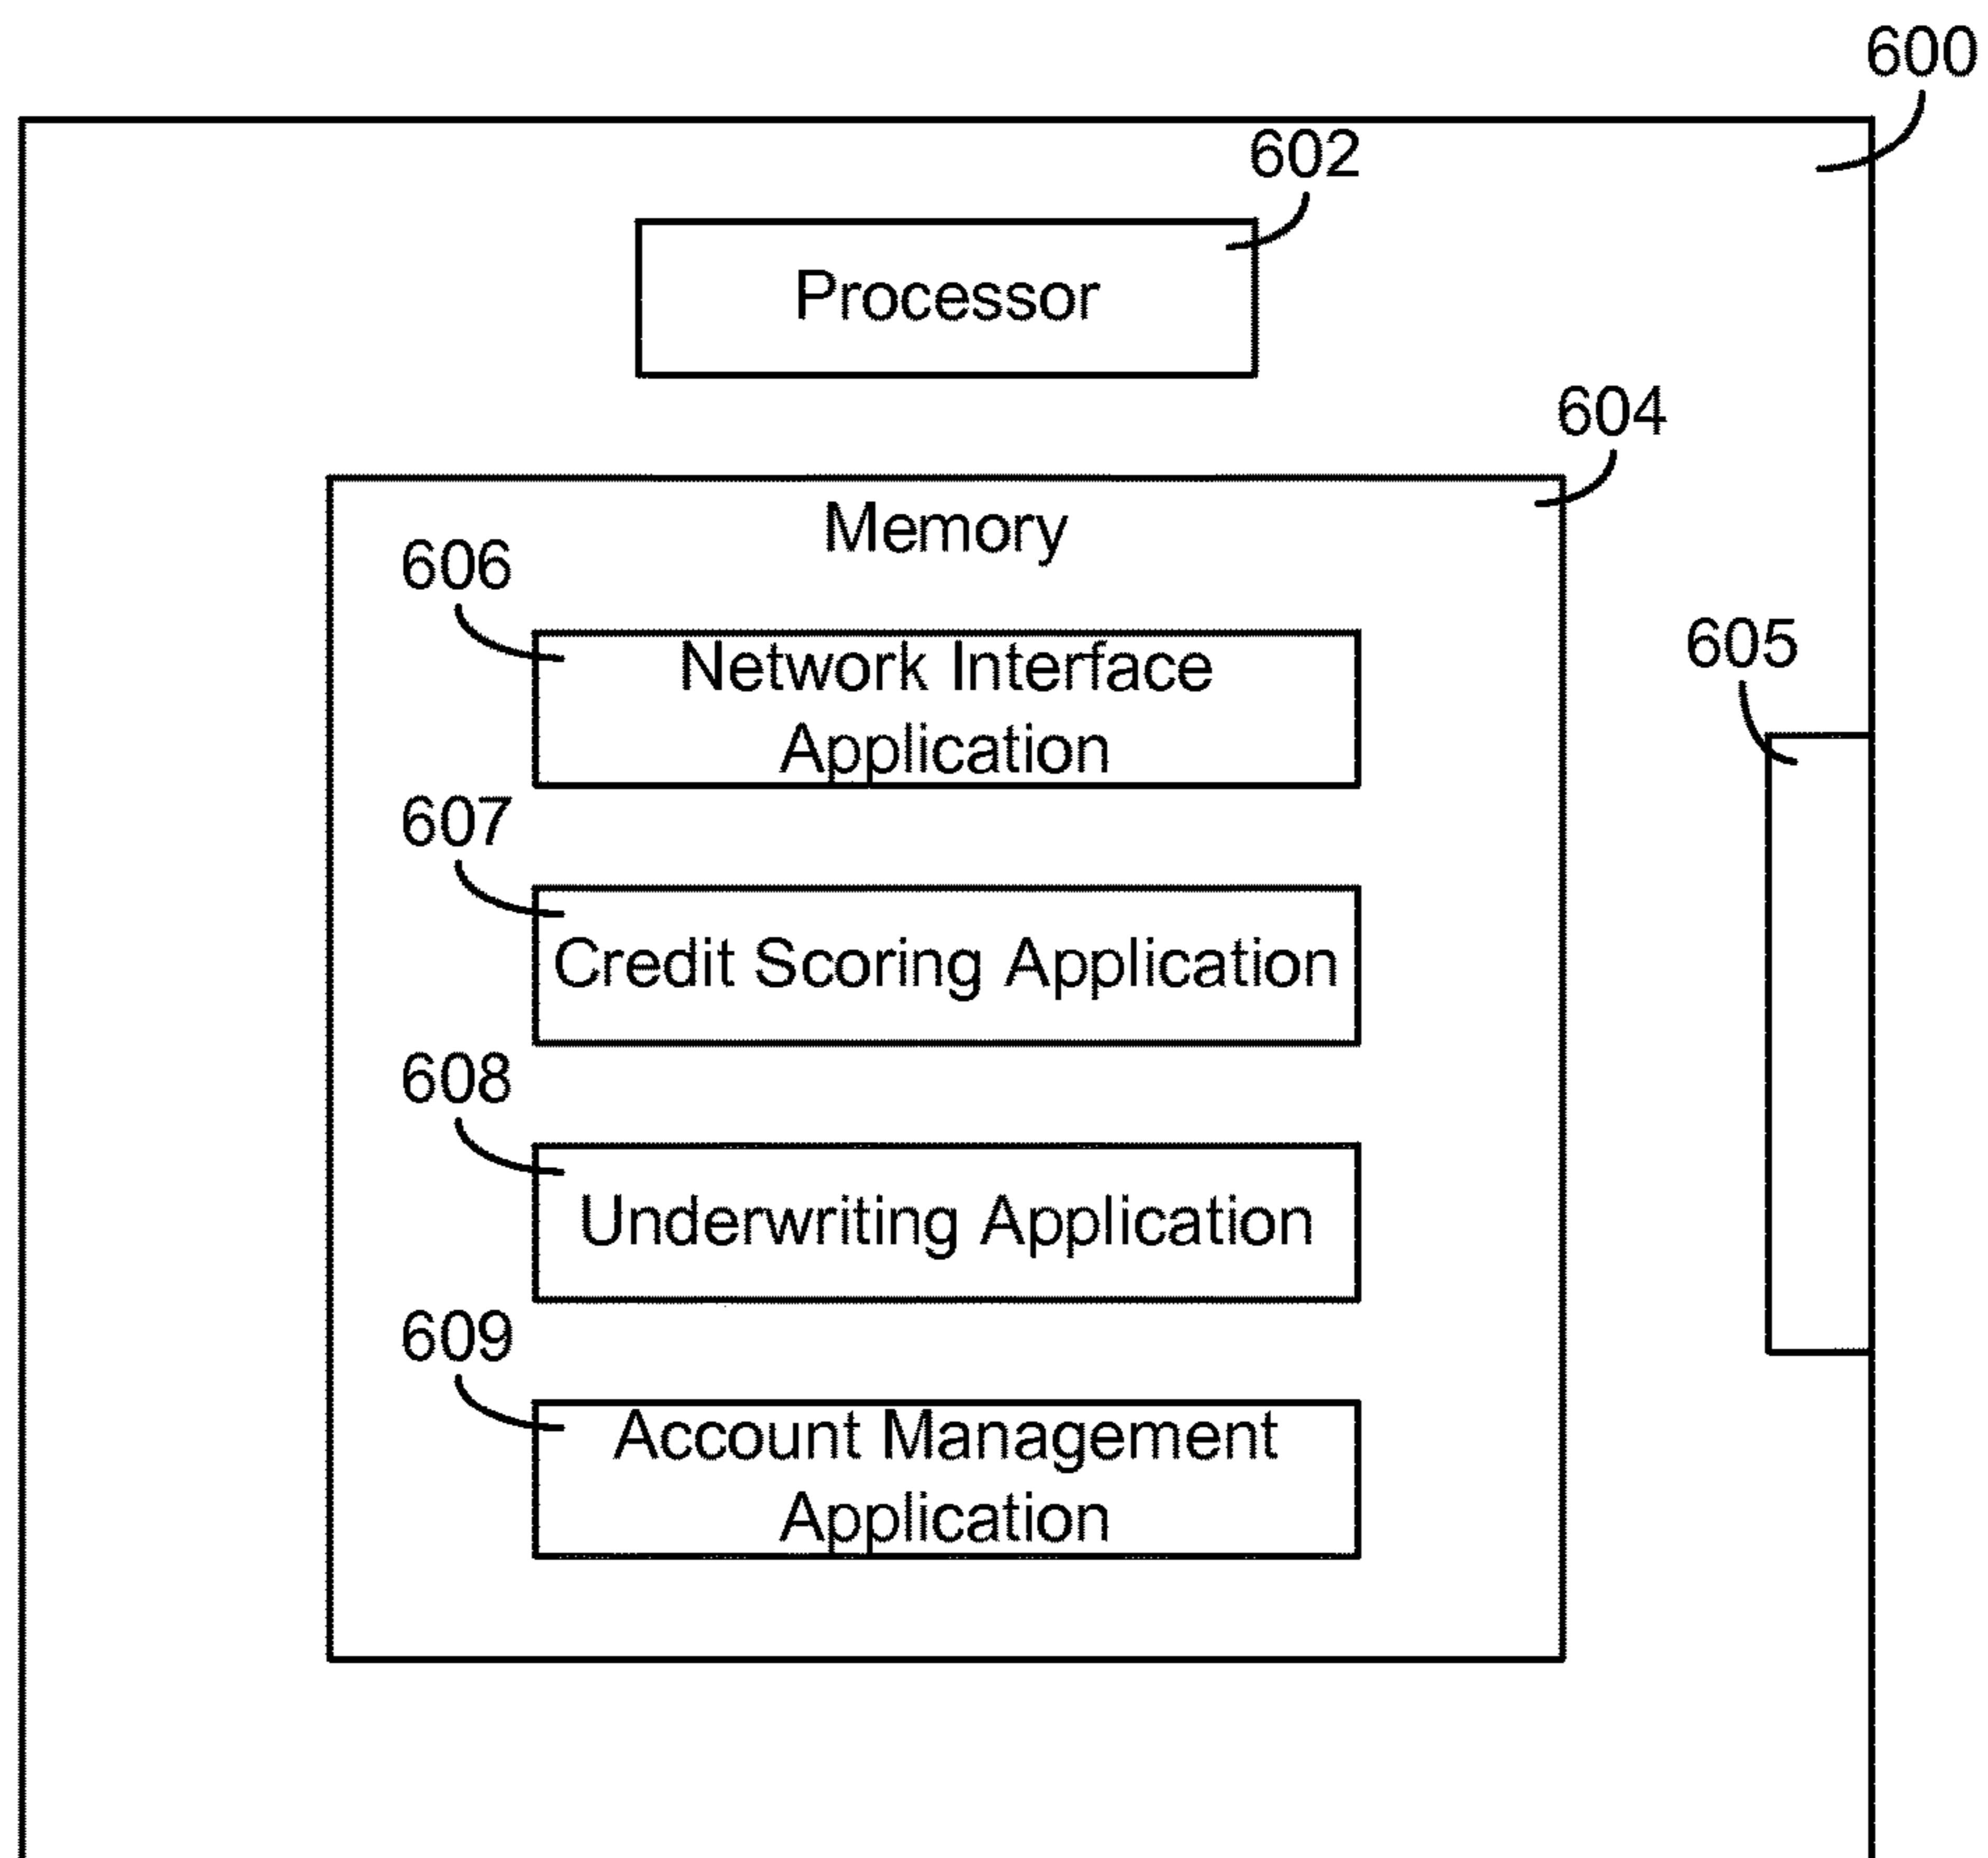 600
602
Processor
604
Memory
606
Network Interface
Application
605
607
Credit Scoring Application
608
Underwriting Application
609
Account Management
Application